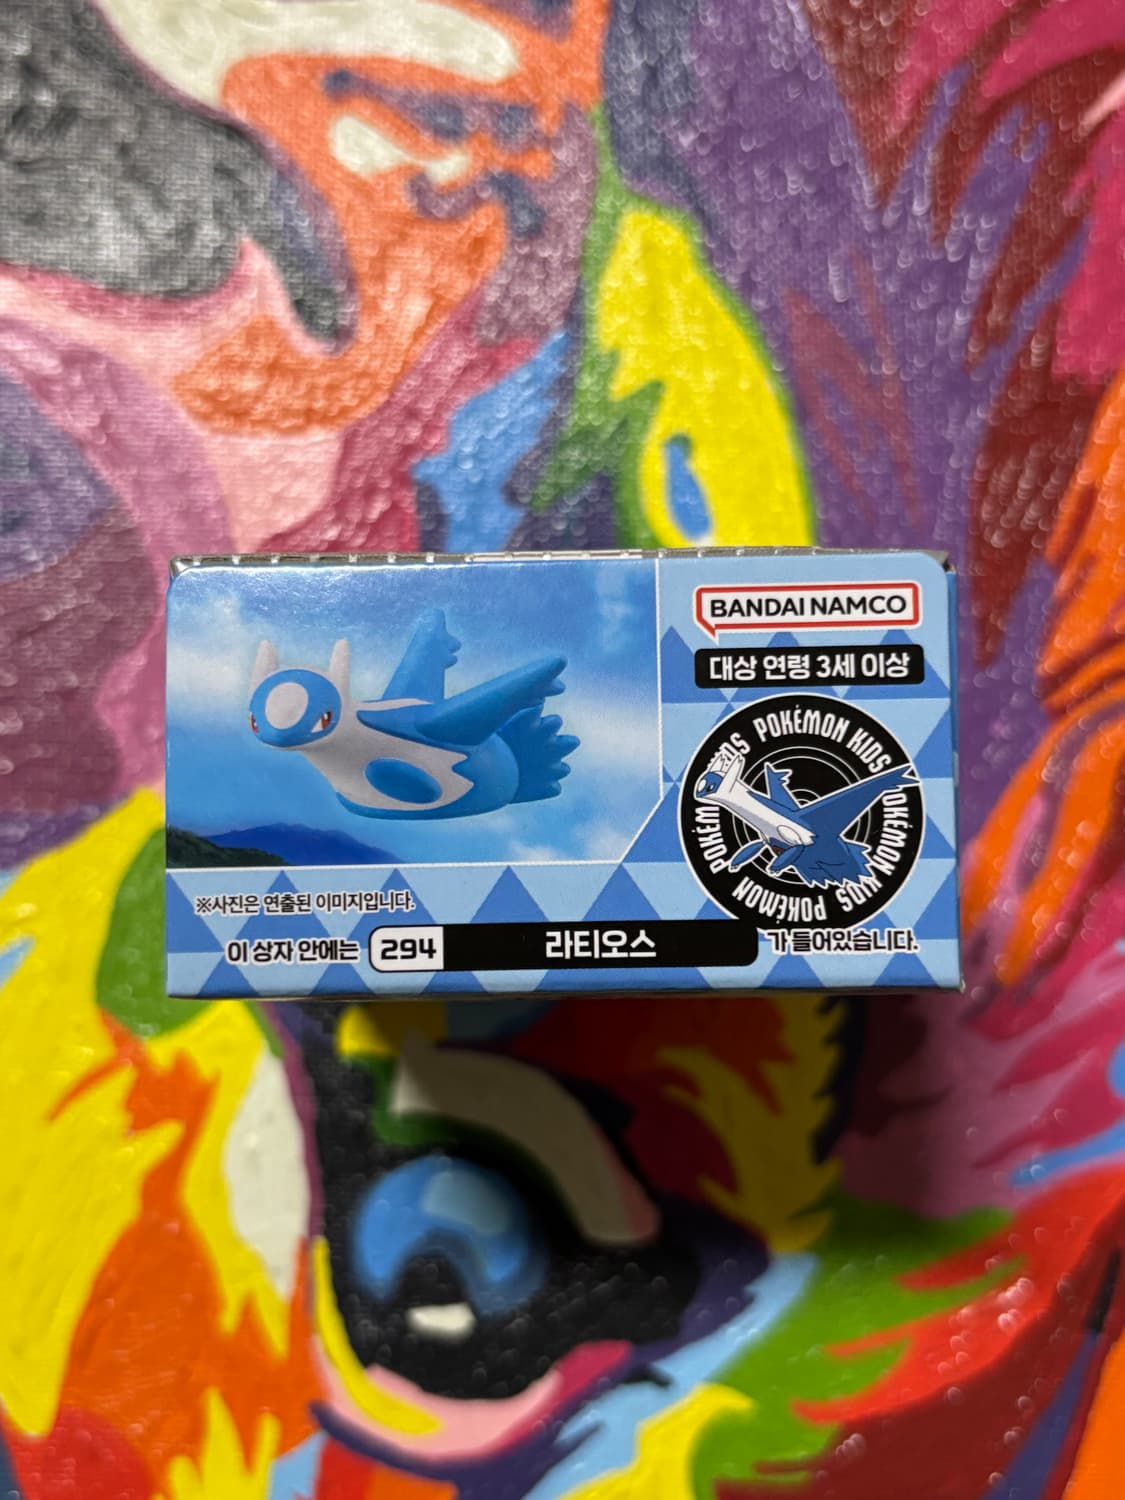 BANDAI NAMCO
대상 연령 3세 이상
POKÉMON KIDS POKÉMON KIDS POKÉMON POKÉMON KIDS
※사진은 연출된 이미지입니다.
이 상자 안에는 294 라티오스 가 들어있습니다.